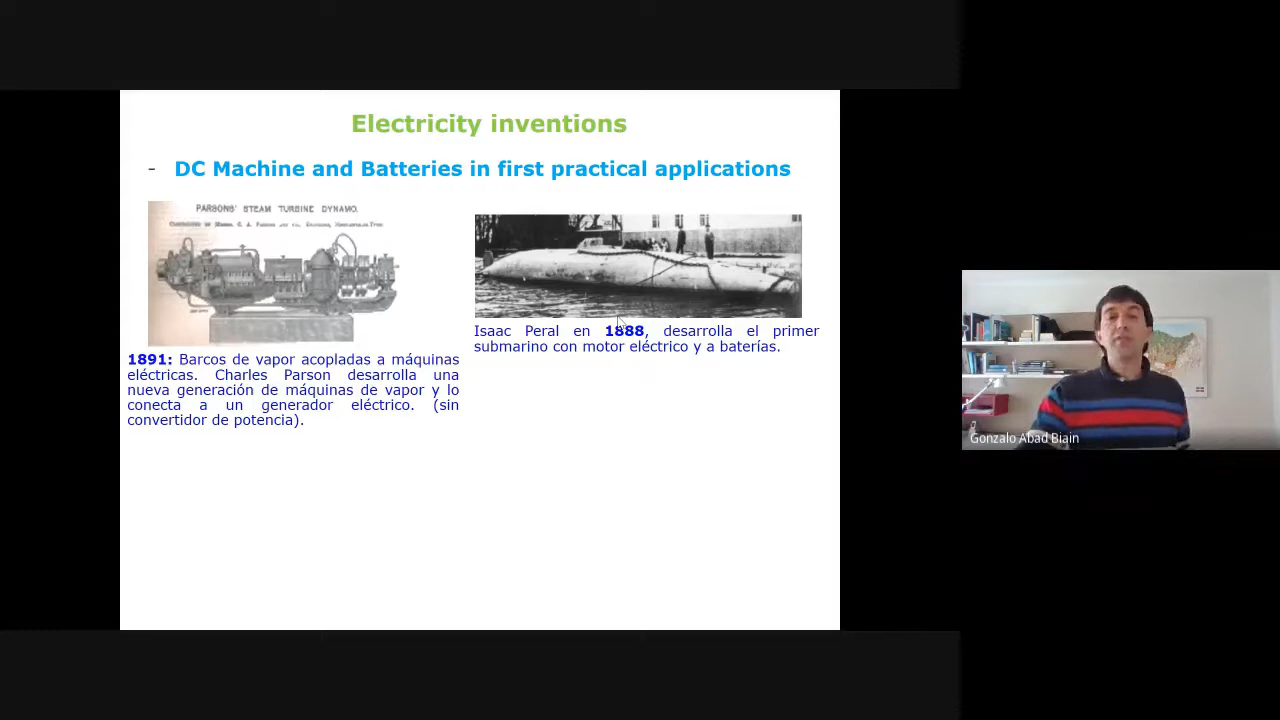 Electricity inventions
- DC Machine and Batteries in first practical applications
PARSONS' STEAM TURBINE DYNAMO.
1891: Barcos de vapor acopladas a máquinas
eléctricas. Charles Parson desarrolla una
nueva generación de máquinas de vapor y lo
conecta a un generador eléctrico. (sin
convertidor de potencia).
Isaac Peral en 1888, desarrolla el primer
submarino con motor eléctrico y a baterías.
Gonzalo Abad Biain